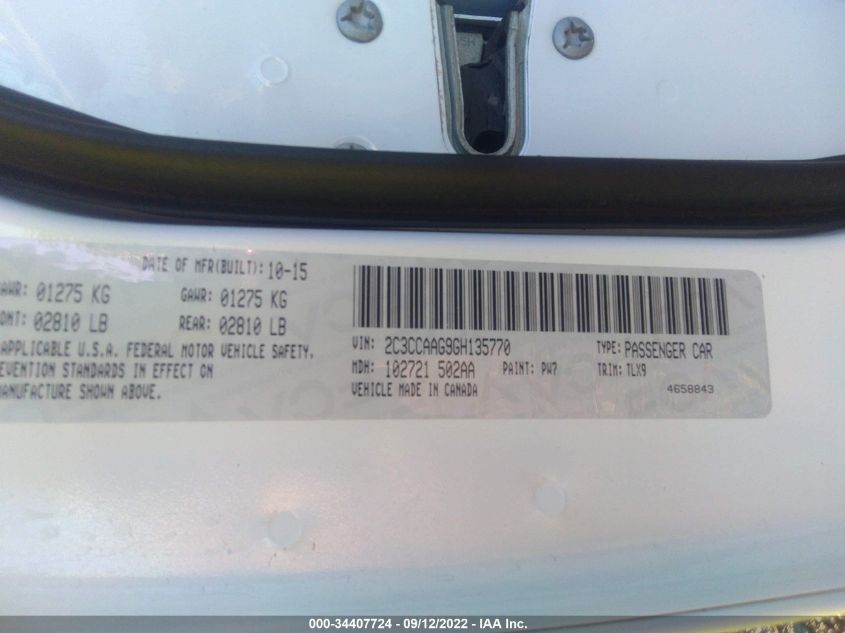 DATE OF MFR(BUILT): 10-15
GAWR: 01275 KG GAWR: 01275 KG
ONT: 02810 LB REAR: 02810 LB
APPLICABLE U.S.A. FEDERAL MOTOR VEHICLE SAFETY,
EVENTION STANDARDS IN EFFECT ON
MANUFACTURE SHOWN ABOVE.
VIN: 2C3CCAAG9GH135770 TYPE: PASSENGER CAR
MDH: 102721 502AA PAINT: PW7 TRIM: TLX9
VEHICLE MADE IN CANADA 4658843
000-34407724 - 09/12/2022 - IAA Inc.